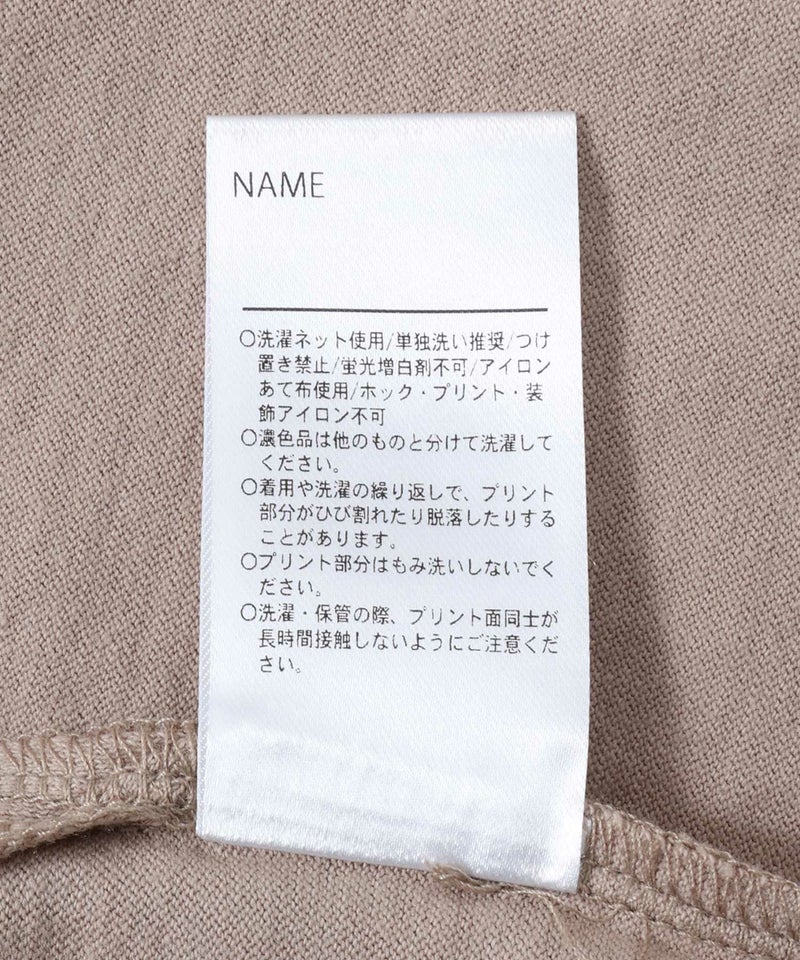 NAME
〇洗濯ネット使用/単独洗い推奨/つけ
置き禁止/蛍光増白剤不可/アイロン
あて布使用/ホック・プリント・装
飾アイロン不可
〇濃色品は他のものと分けて洗濯して
ください。
〇着用や洗濯の繰り返しで、プリント
部分がひび割れたり脱落したりする
ことがあります。
〇プリント部分はもみ洗いしないでく
ださい。
〇洗濯・保管の際、プリント面同士が
長時間接触しないようにご注意くだ
さい。